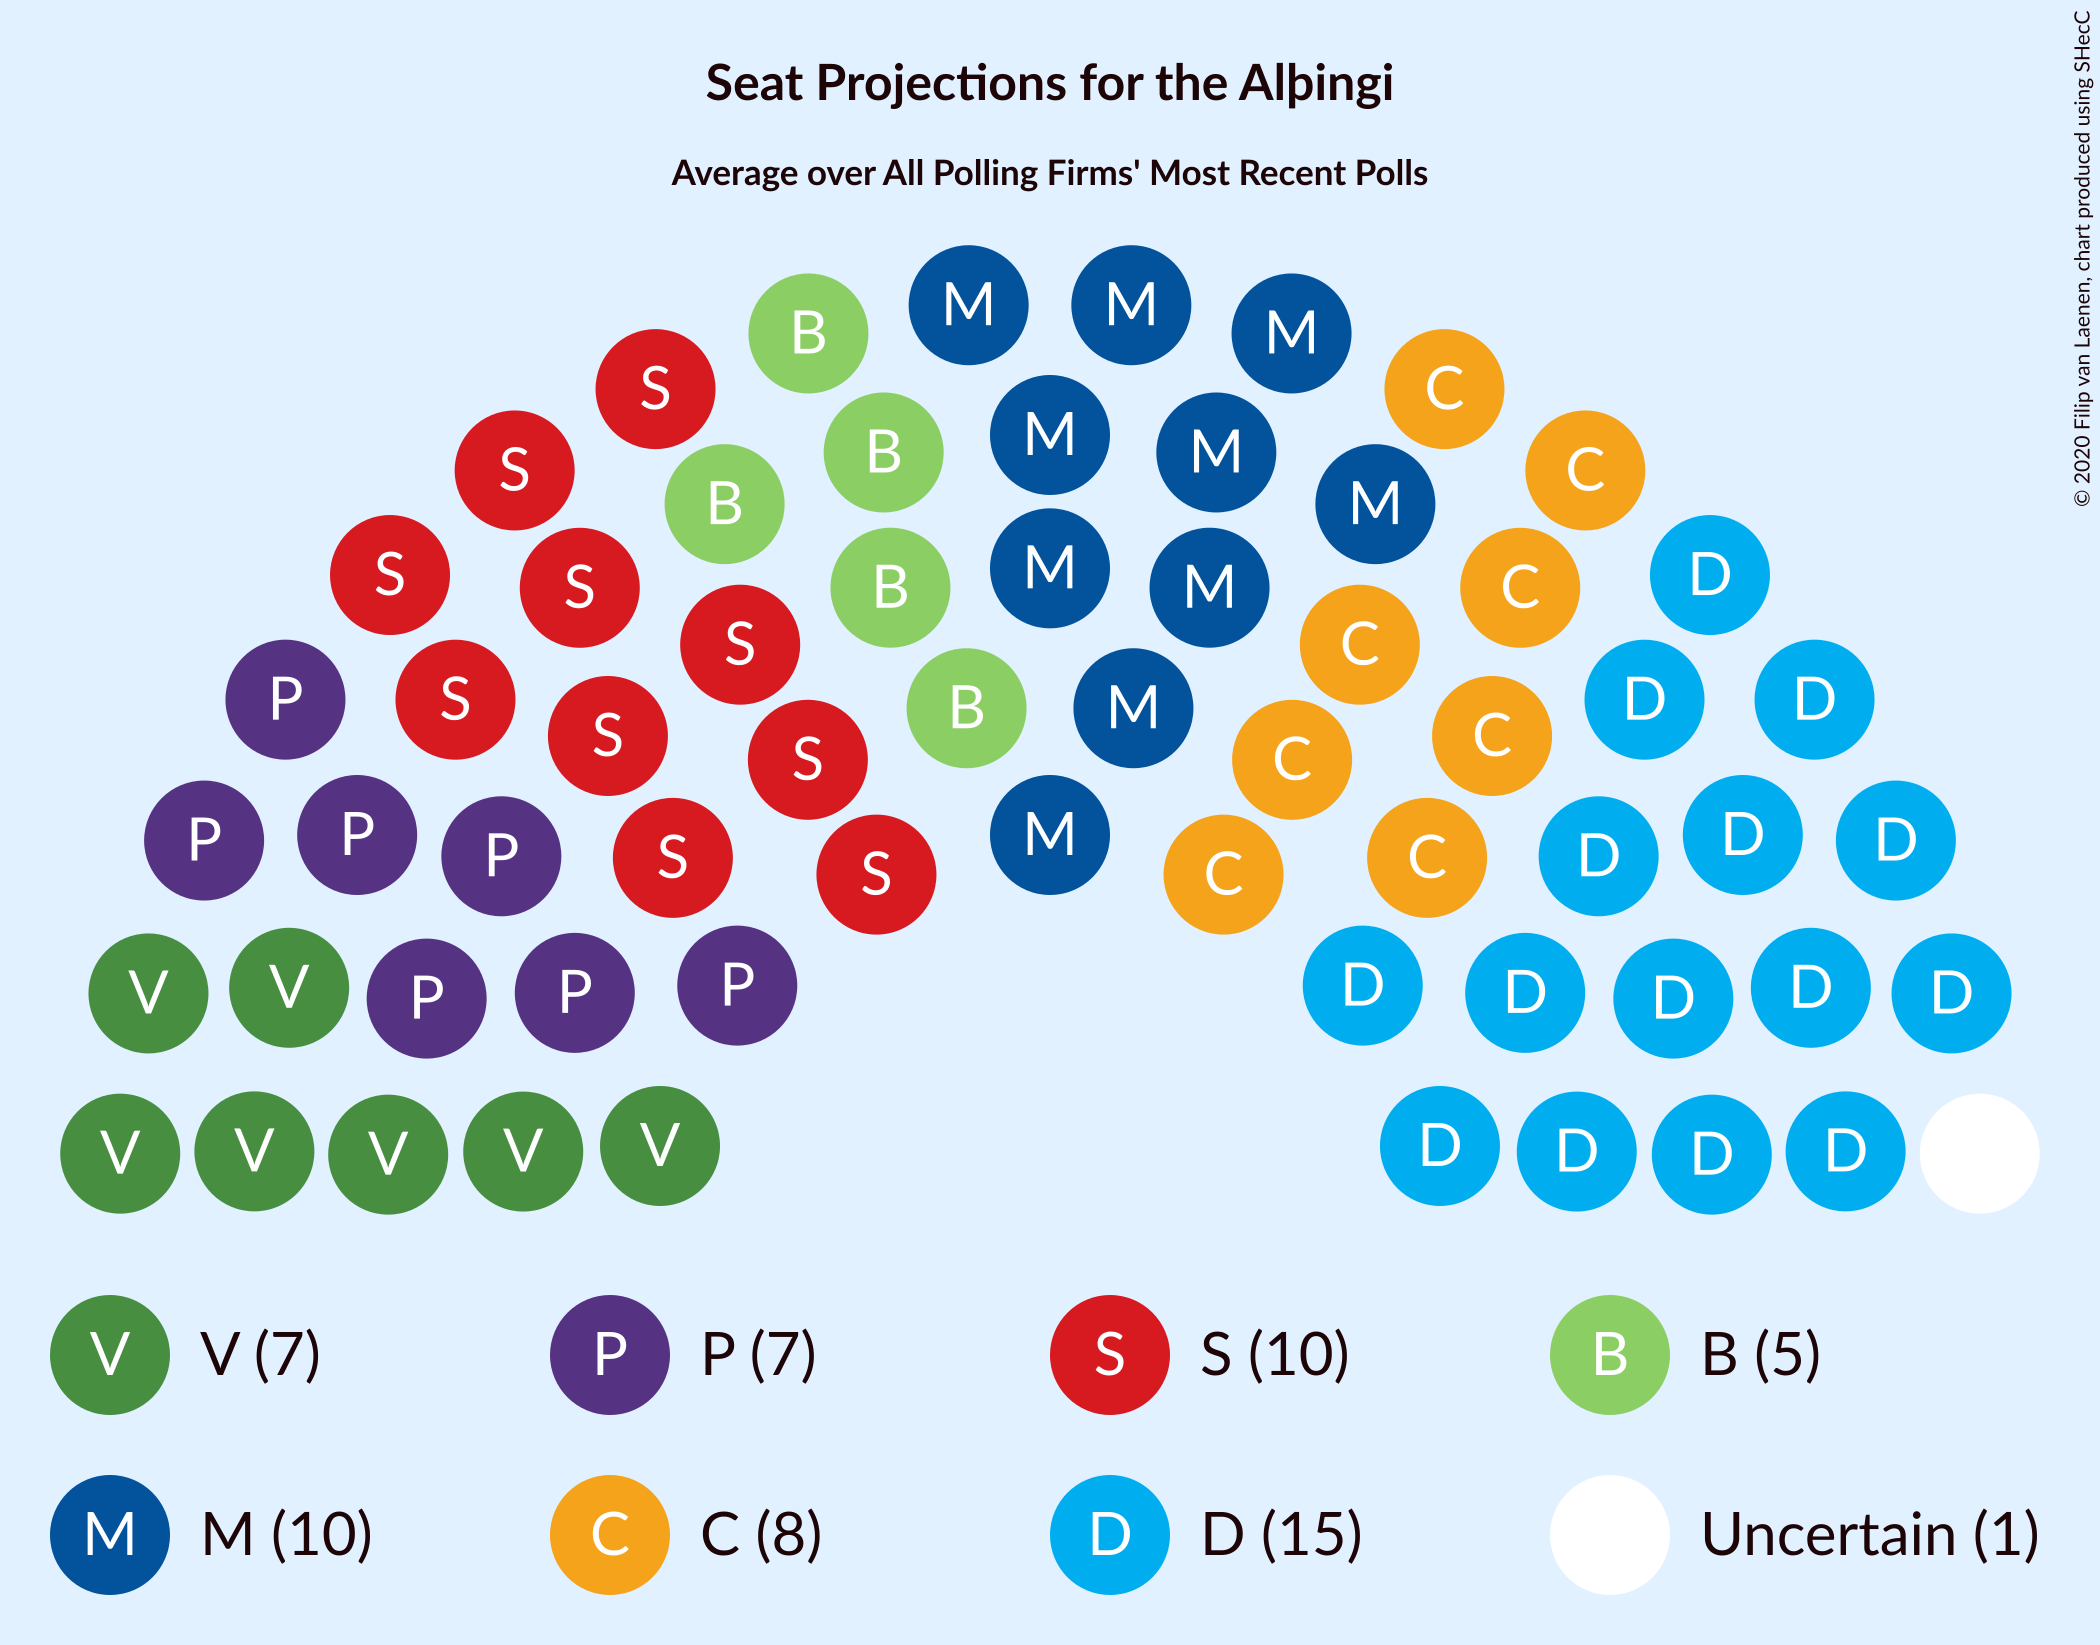 Seat Projections for the Alþingi
Average over All Polling Firms' Most Recent Polls
© 2020 Filip van Laenen, chart produced using SHecC
M M
B M
S C
M
B M
S C
B M
M
S D
S B M C
S C
P S B M D D
S C
S C
P P P S S M C C D D D
V V P P P D D D D D
V V V V V D D D D
V V (7) P P (7) S S (10) B B (5)
M M (10) C C (8) D D (15) Uncertain (1)